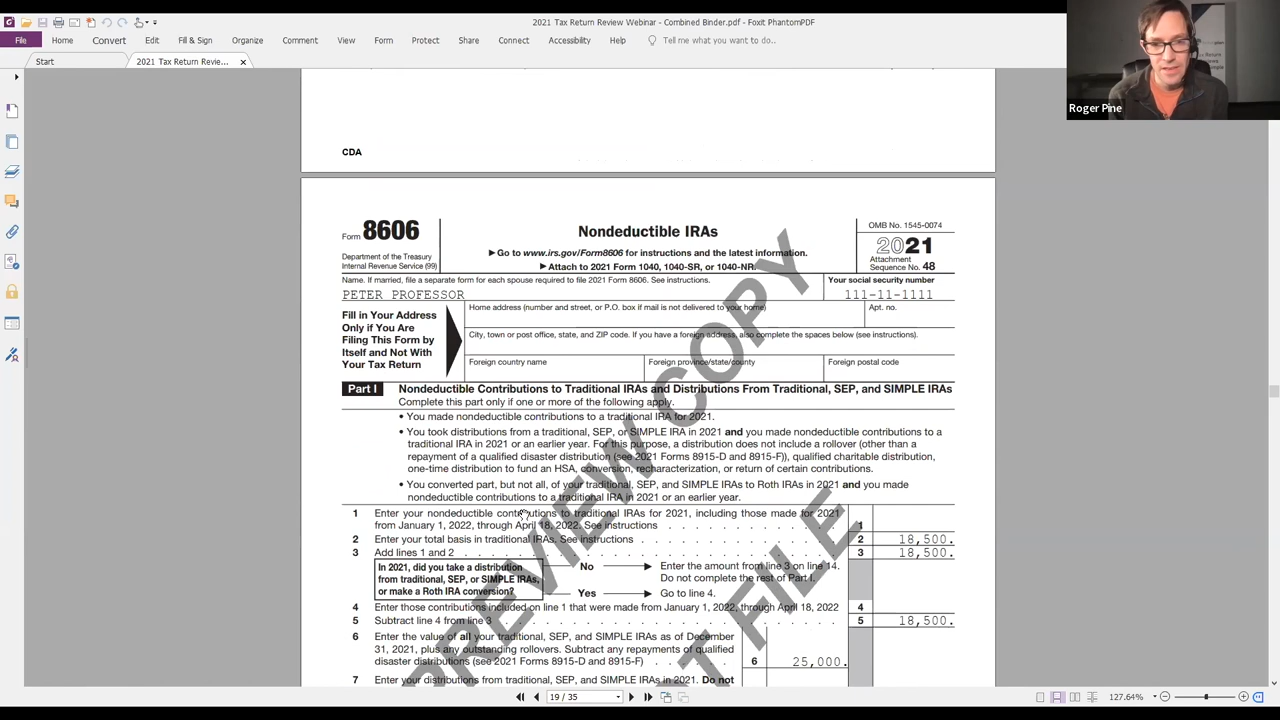 2021 Tax Return Review Webinar - Combined Binder.pdf - Foxit PhantomPDF
File Home Convert Edit Fill & Sign Organize Comment View Form Protect Share Connect Accessibility Help Tell me what you want to do..
Start 2021 Tax Return Revie...
Roger Pine
CDA
Form 8606
Department of the Treasury
Internal Revenue Service (99)
Nondeductible IRAs
▶Go to www.irs.gov/Form8606 for instructions and the latest information.
▶Attach to 2021 Form 1040, 1040-SR, or 1040-NR.
OMB No. 1545-0074
2021
Attachment
Sequence No. 48
Name. If married, file a separate form for each spouse required to file 2021 Form 8606. See instructions.
Your social security number
PETER PROFESSOR
111-11-1111
Fill in Your Address
Only if You Are
Filing This Form by
Itself and Not With
Your Tax Return
Home address (number and street, or P.O. box if mail is not delivered to your home)
Apt. no.
City, town or post office, state, and ZIP code. If you have a foreign address, also complete the spaces below (see instructions).
Foreign country name
Foreign province/state/county
Foreign postal code
Part I Nondeductible Contributions to Traditional IRAs and Distributions From Traditional, SEP, and SIMPLE IRAs
Complete this part only if one or more of the following apply.
• You made nondeductible contributions to a traditional IRA for 2021.
• You took distributions from a traditional, SEP, or SIMPLE IRA in 2021 and you made nondeductible contributions to a
traditional IRA in 2021 or an earlier year. For this purpose, a distribution does not include a rollover (other than a
repayment of a qualified disaster distribution (see 2021 Forms 8915-D and 8915-F)), qualified charitable distribution,
one-time distribution to fund an HSA, conversion, recharacterization, or return of certain contributions.
• You converted part, but not all, of your traditional, SEP, and SIMPLE IRAs to Roth IRAs in 2021 and you made
nondeductible contributions to a traditional IRA in 2021 or an earlier year.
1 Enter your nondeductible contributions to traditional IRAs for 2021, including those made for 2021
from January 1, 2022, through April 18, 2022. See instructions . . . . . . . . . . . 1
2 Enter your total basis in traditional IRAs. See instructions . . . . . . . . . . . . 2 18,500.
3 Add lines 1 and 2 . . . . . . . . . . . . . . . . . . . . . . . 3 18,500.
In 2021, did you take a distribution
from traditional, SEP, or SIMPLE IRAs,
or make a Roth IRA conversion?
No Enter the amount from line 3 on line 14.
Do not complete the rest of Part I.
Yes Go to line 4.
4 Enter those contributions included on line 1 that were made from January 1, 2022, through April 18, 2022 4
5 Subtract line 4 from line 3 . . . . . . . . . . . . . . . . . . . . 5 18,500.
6 Enter the value of all your traditional, SEP, and SIMPLE IRAs as of December
31, 2021, plus any outstanding rollovers. Subtract any repayments of qualified
disaster distributions (see 2021 Forms 8915-D and 8915-F) . . . . . . 6 25,000.
7 Enter your distributions from traditional, SEP, and SIMPLE IRAs in 2021. Do not
PREVIEW COPY
NOT FILE
19 / 35
127.64%